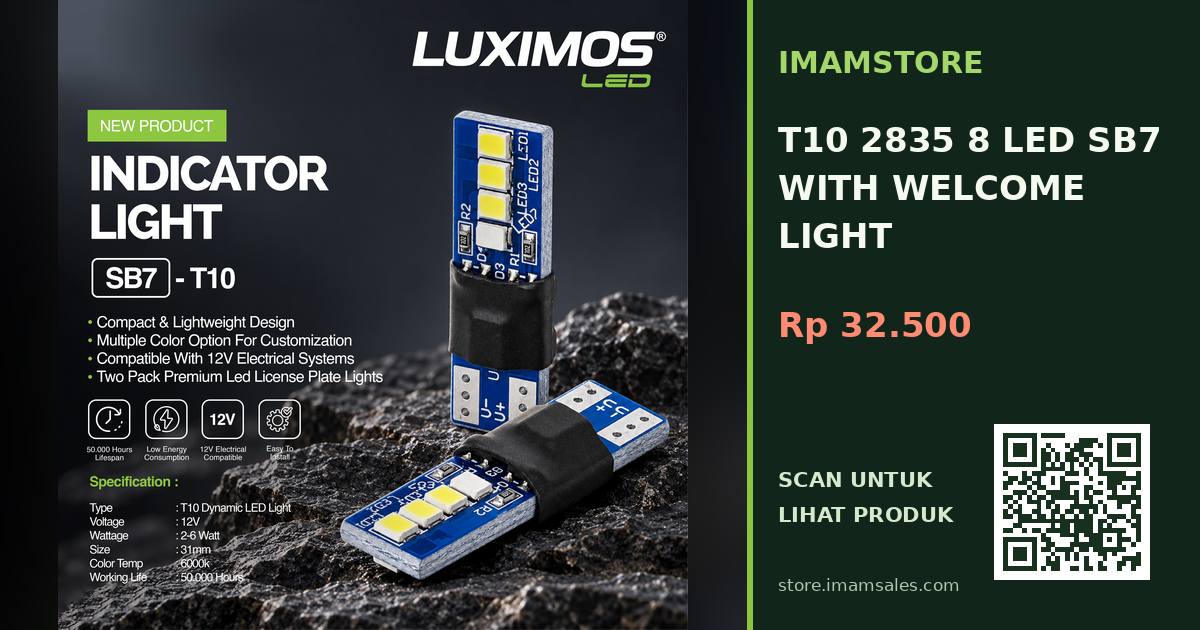 LUXIMOS®
LED
NEW PRODUCT
INDICATOR
LIGHT
SB7 - T10
• Compact & Lightweight Design
• Multiple Color Option For Customization
• Compatible With 12V Electrical Systems
• Two Pack Premium Led License Plate Lights
12V
50.000 Hours Lifespan
Low Energy Consumption
12V Electrical Compatible
Easy To Install
Specification :
Type : T10 Dynamic LED Light
Voltage : 12V
Wattage : 2-6 Watt
Size : 31mm
Color Temp : 6000k
Working Life : 50.000 Hours
LED1
LED2
LED3
R2
R1
D3
U-
U+
U+
U-
R2
IMAMSTORE
T10 2835 8 LED SB7
WITH WELCOME
LIGHT
Rp 32.500
SCAN UNTUK
LIHAT PRODUK
store.imamsales.com